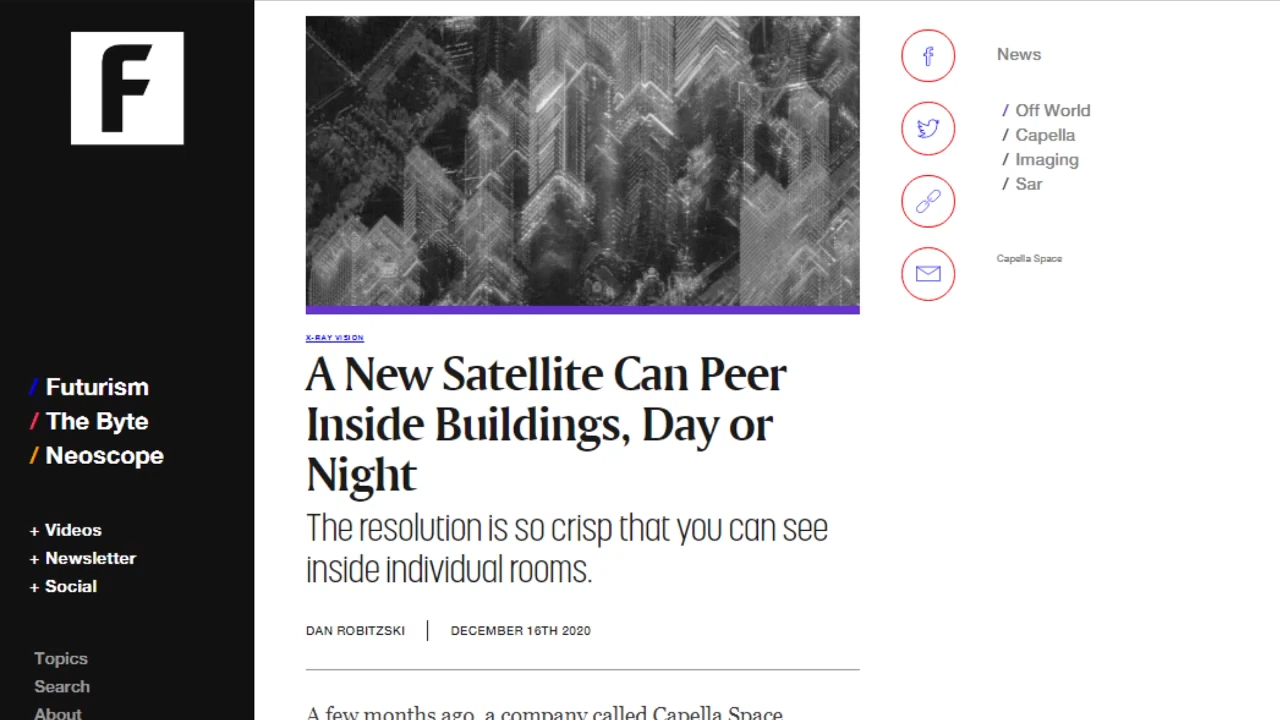 F
/ Futurism
/ The Byte
/ Neoscope
+ Videos
+ Newsletter
+ Social
Topics
Search
About
X-RAY VISION
A New Satellite Can Peer
Inside Buildings, Day or
Night
The resolution is so crisp that you can see
inside individual rooms.
DAN ROBITZSKI | DECEMBER 16TH 2020
A few months ago, a company called Capella Space
News
/ Off World
/ Capella
/ Imaging
/ Sar
Capella Space